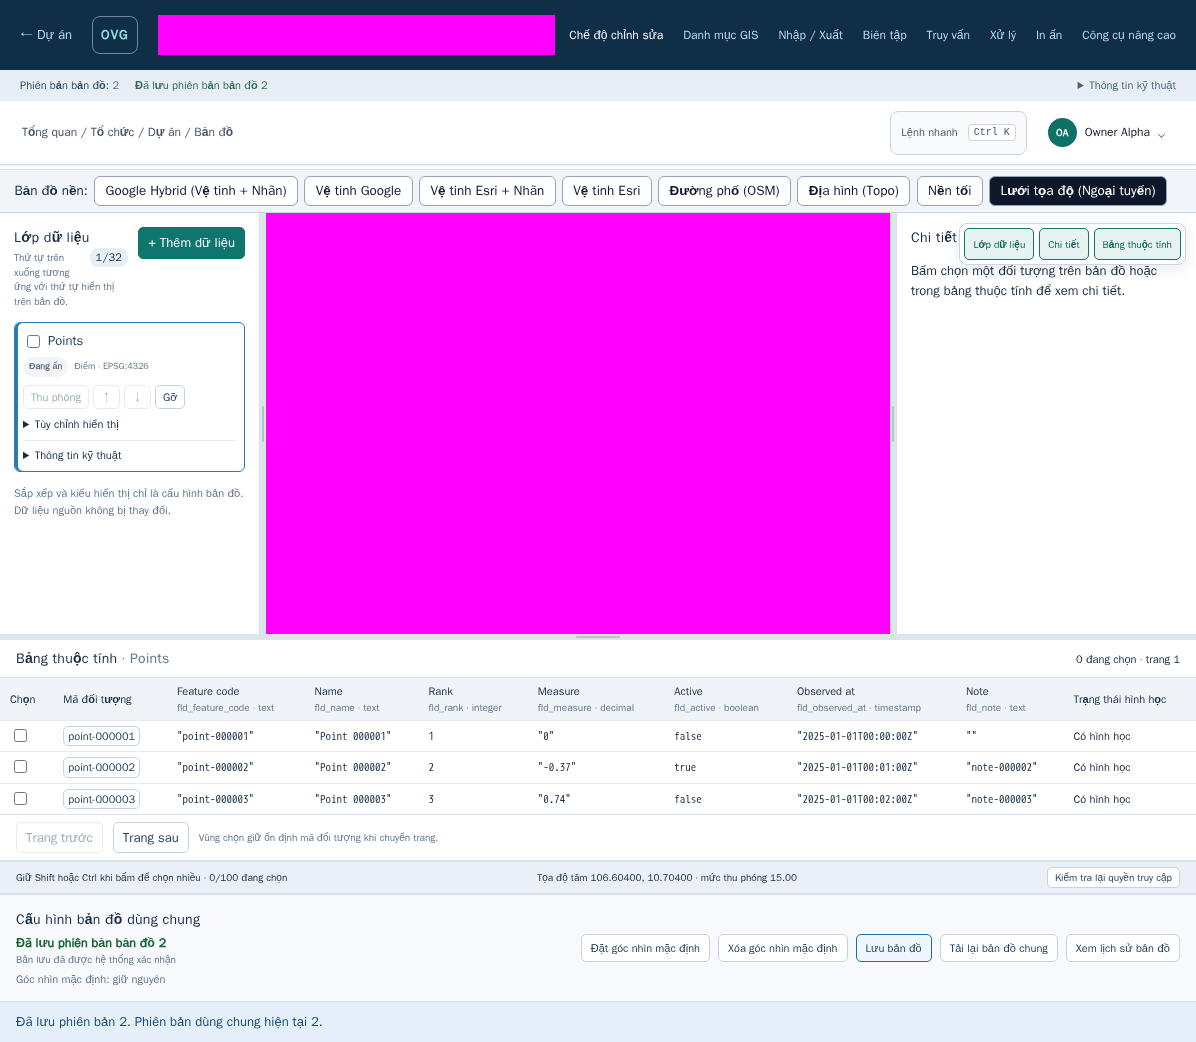 ← Dự án
OVG
Chế độ chỉnh sửa
Danh mục GIS
Nhập / Xuất
Biên tập
Truy vấn
Xử lý
In ấn
Công cụ nâng cao
Phiên bản bản đồ: 2
Đã lưu phiên bản bản đồ 2
▶ Thông tin kỹ thuật
Tổng quan / Tổ chức / Dự án / Bản đồ
Lệnh nhanh
Ctrl K
OA
Owner Alpha
Bản đồ nền:
Google Hybrid (Vệ tinh + Nhãn)
Vệ tinh Google
Vệ tinh Esri + Nhãn
Vệ tinh Esri
Đường phố (OSM)
Địa hình (Topo)
Nền tối
Lưới tọa độ (Ngoại tuyến)
Lớp dữ liệu
Thứ tự trên
xuống tương
ứng với thứ tự hiển thị
trên bản đồ.
1/32
+ Thêm dữ liệu
Points
Đang ẩn
Điểm · EPSG:4326
Thu phóng
↑
↓
Gỡ
▶ Tùy chỉnh hiển thị
▶ Thông tin kỹ thuật
Sắp xếp và kiểu hiển thị chỉ là cấu hình bản đồ.
Dữ liệu nguồn không bị thay đổi.
Chi tiết
Lớp dữ liệu
Chi tiết
Bảng thuộc tính
Bấm chọn một đối tượng trên bản đồ hoặc
trong bảng thuộc tính để xem chi tiết.
Bảng thuộc tính · Points
0 đang chọn · trang 1
Chọn
Mã đối tượng
Feature code
fld_feature_code · text
Name
fld_name · text
Rank
fld_rank · integer
Measure
fld_measure · decimal
Active
fld_active · boolean
Observed at
fld_observed_at · timestamp
Note
fld_note · text
Trạng thái hình học
point-000001 "point-000001" "Point 000001" 1 "0" false "2025-01-01T00:00:00Z" "" Có hình học
point-000002 "point-000002" "Point 000002" 2 "-0.37" true "2025-01-01T00:01:00Z" "note-000002" Có hình học
point-000003 "point-000003" "Point 000003" 3 "0.74" false "2025-01-01T00:02:00Z" "note-000003" Có hình học
Trang trước
Trang sau
Vùng chọn giữ ổn định mã đối tượng khi chuyển trang.
Giữ Shift hoặc Ctrl khi bấm để chọn nhiều · 0/100 đang chọn
Tọa độ tâm 106.60400, 10.70400 · mức thu phóng 15.00
Kiểm tra lại quyền truy cập
Cấu hình bản đồ dùng chung
Đã lưu phiên bản bản đồ 2
Bản lưu đã được hệ thống xác nhận
Góc nhìn mặc định: giữ nguyên
Đặt góc nhìn mặc định
Xóa góc nhìn mặc định
Lưu bản đồ
Tải lại bản đồ chung
Xem lịch sử bản đồ
Đã lưu phiên bản 2. Phiên bản dùng chung hiện tại 2.